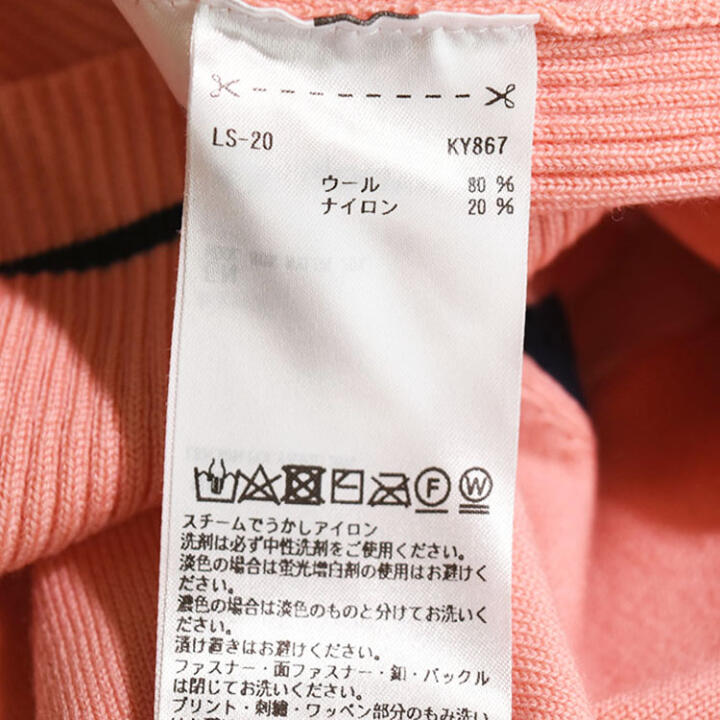 LS-20 KY867
ウール 80 %
ナイロン 20 %
F W
スチームでうかしアイロン
洗剤は必ず中性洗剤をご使用ください。
淡色の場合は蛍光増白剤の使用はお避けく
ださい。
濃色の場合は淡色のものと分けてお洗いく
ださい。
漬け置きはお避けください。
ファスナー・面ファスナー・釦・バックル
は閉じてお洗いください。
プリント・刺繍・ワッペン部分のもみ洗い